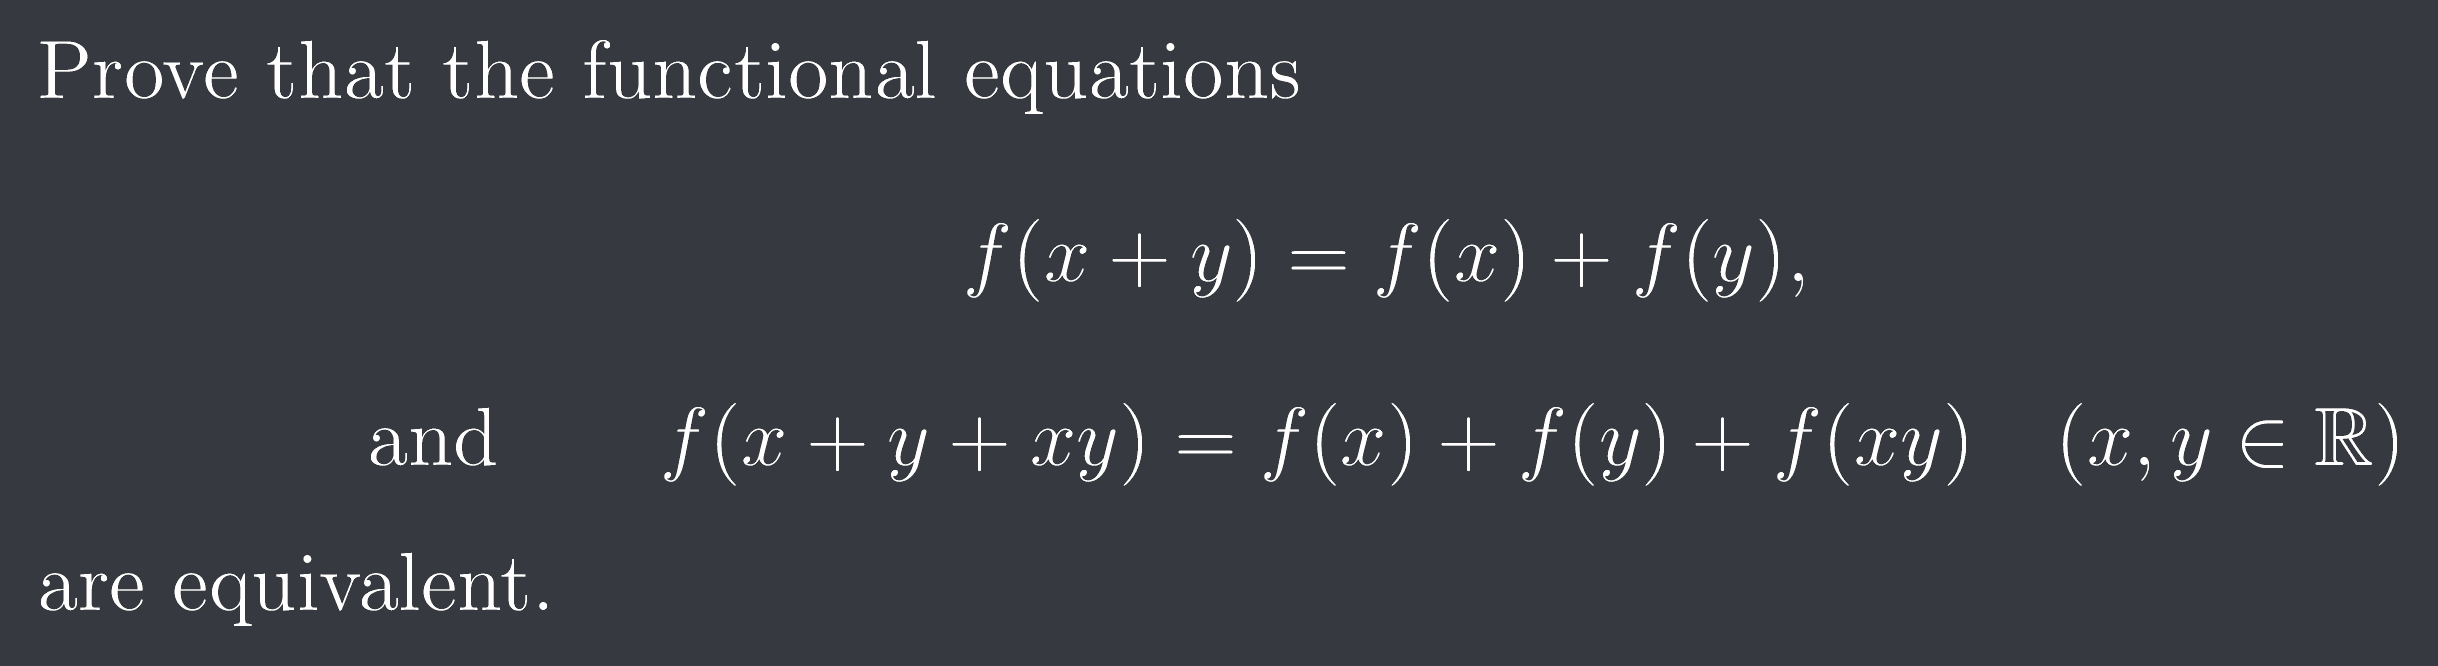 Prove that the functional equations
f(x + y) = f(x) + f(y),
and f(x + y + xy) = f(x) + f(y) + f(xy) (x, y ∈ ℝ)
are equivalent.